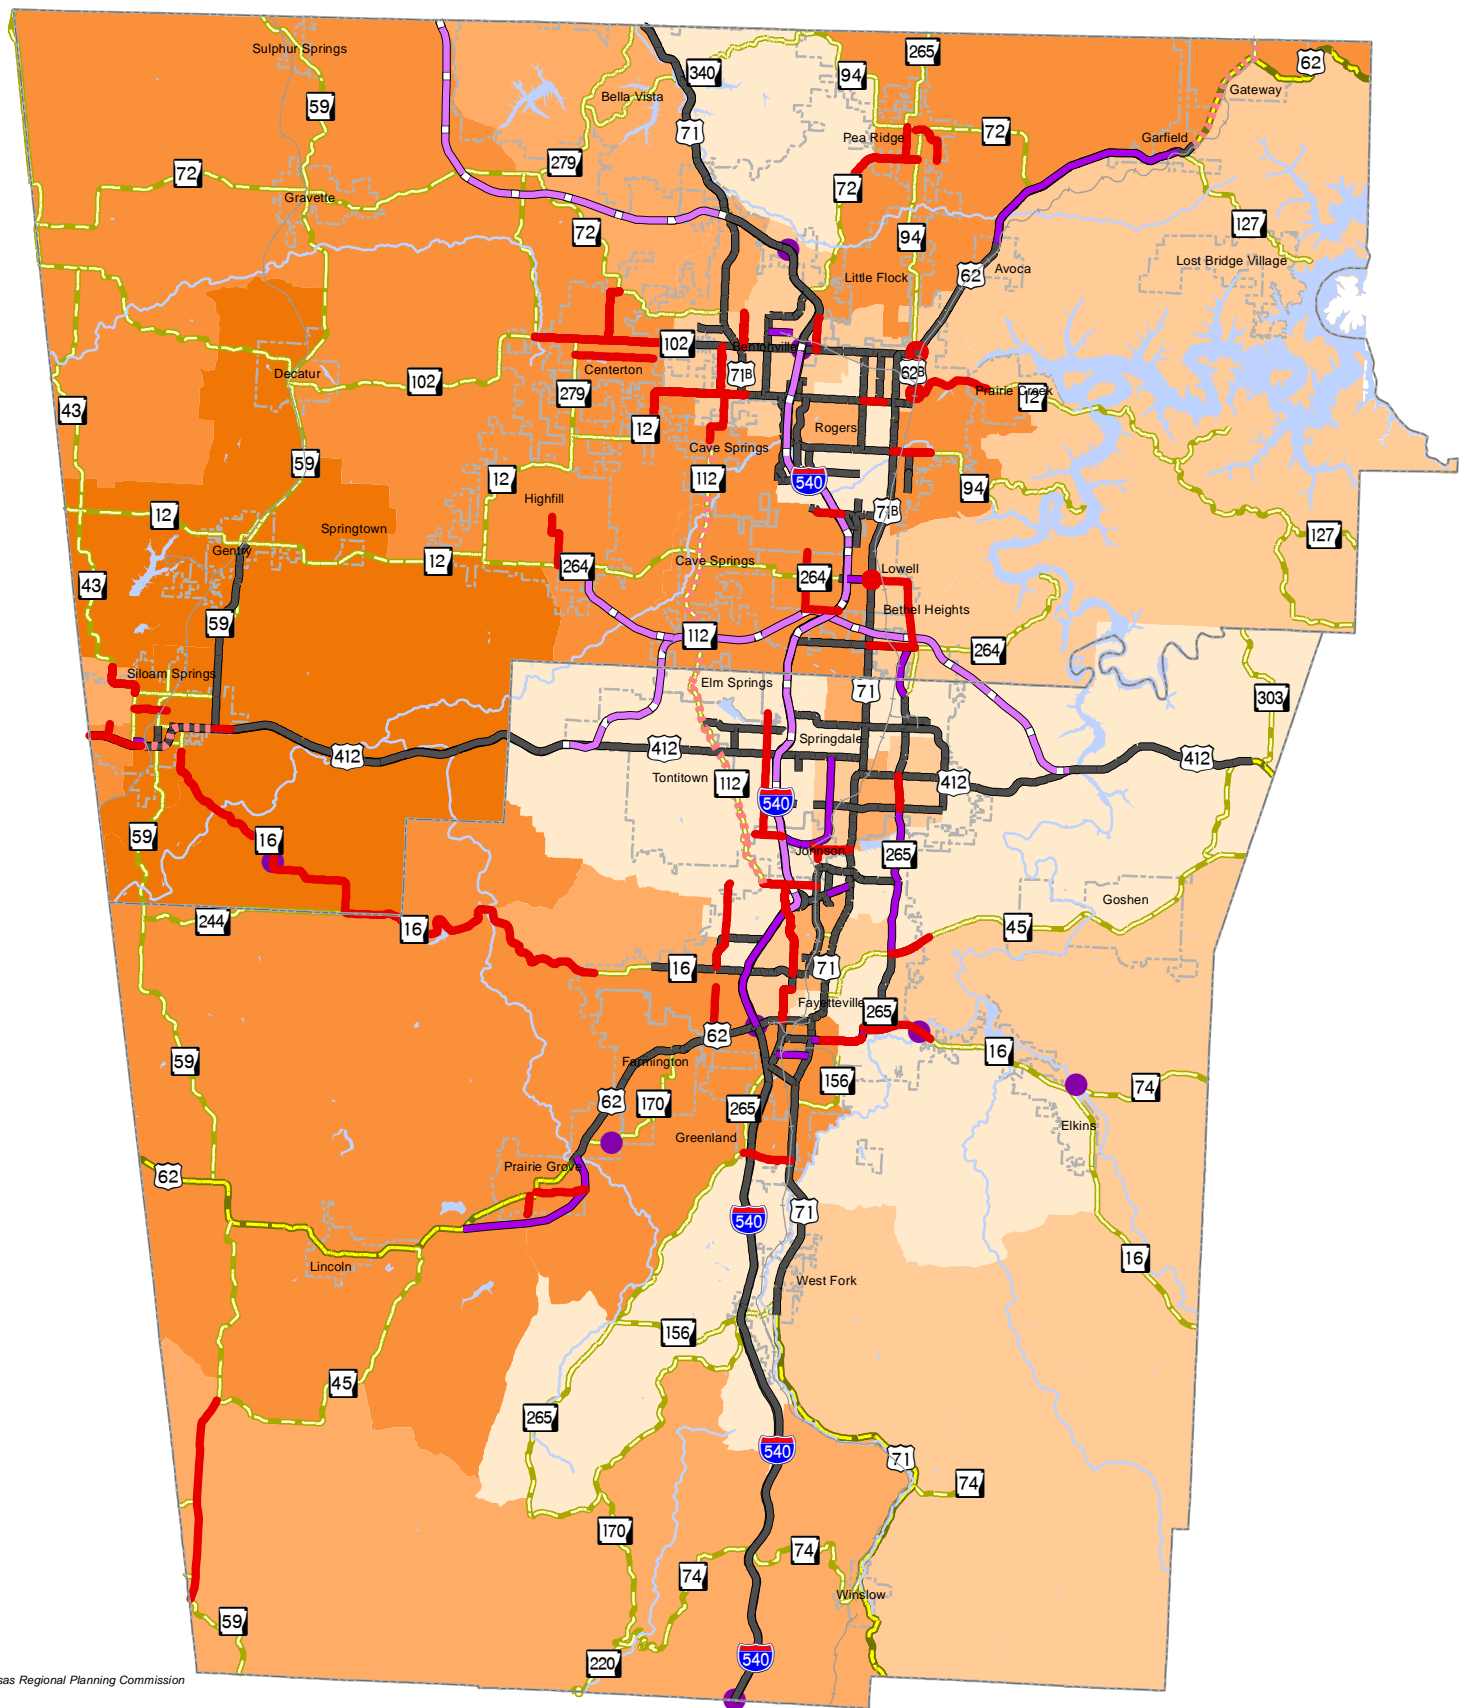 Sulphur Springs
265
62
340
94
59
Bella Vista
Gateway
71
Pea Ridge
72
Garfield
279
72
72
Gravette
127
72
94
Lost Bridge Village
Little Flock
62
Avoca
102
Bentonville
Centerton
71B
62B
Decatur
102
279
Prairie Creek
12
43
12
Rogers
Cave Springs
59
12
112
540
94
Highfill
71B
12
Springtown
127
Gentry
12
264
Cave Springs
264
Lowell
43
59
Bethel Heights
112
264
Siloam Springs
Elm Springs
71
303
412
412
Springdale
412
Tontitown
112
412
540
59
16
Johnson
265
Goshen
244
16
45
16
71
Fayetteville
265
62
16
59
Farmington
156
74
62
170
265
Elkins
Greenland
Prairie Grove
62
540
71
16
Lincoln
West Fork
156
45
265
540
71
74
170
74
74
Winslow
59
540
220
sas Regional Planning Commission